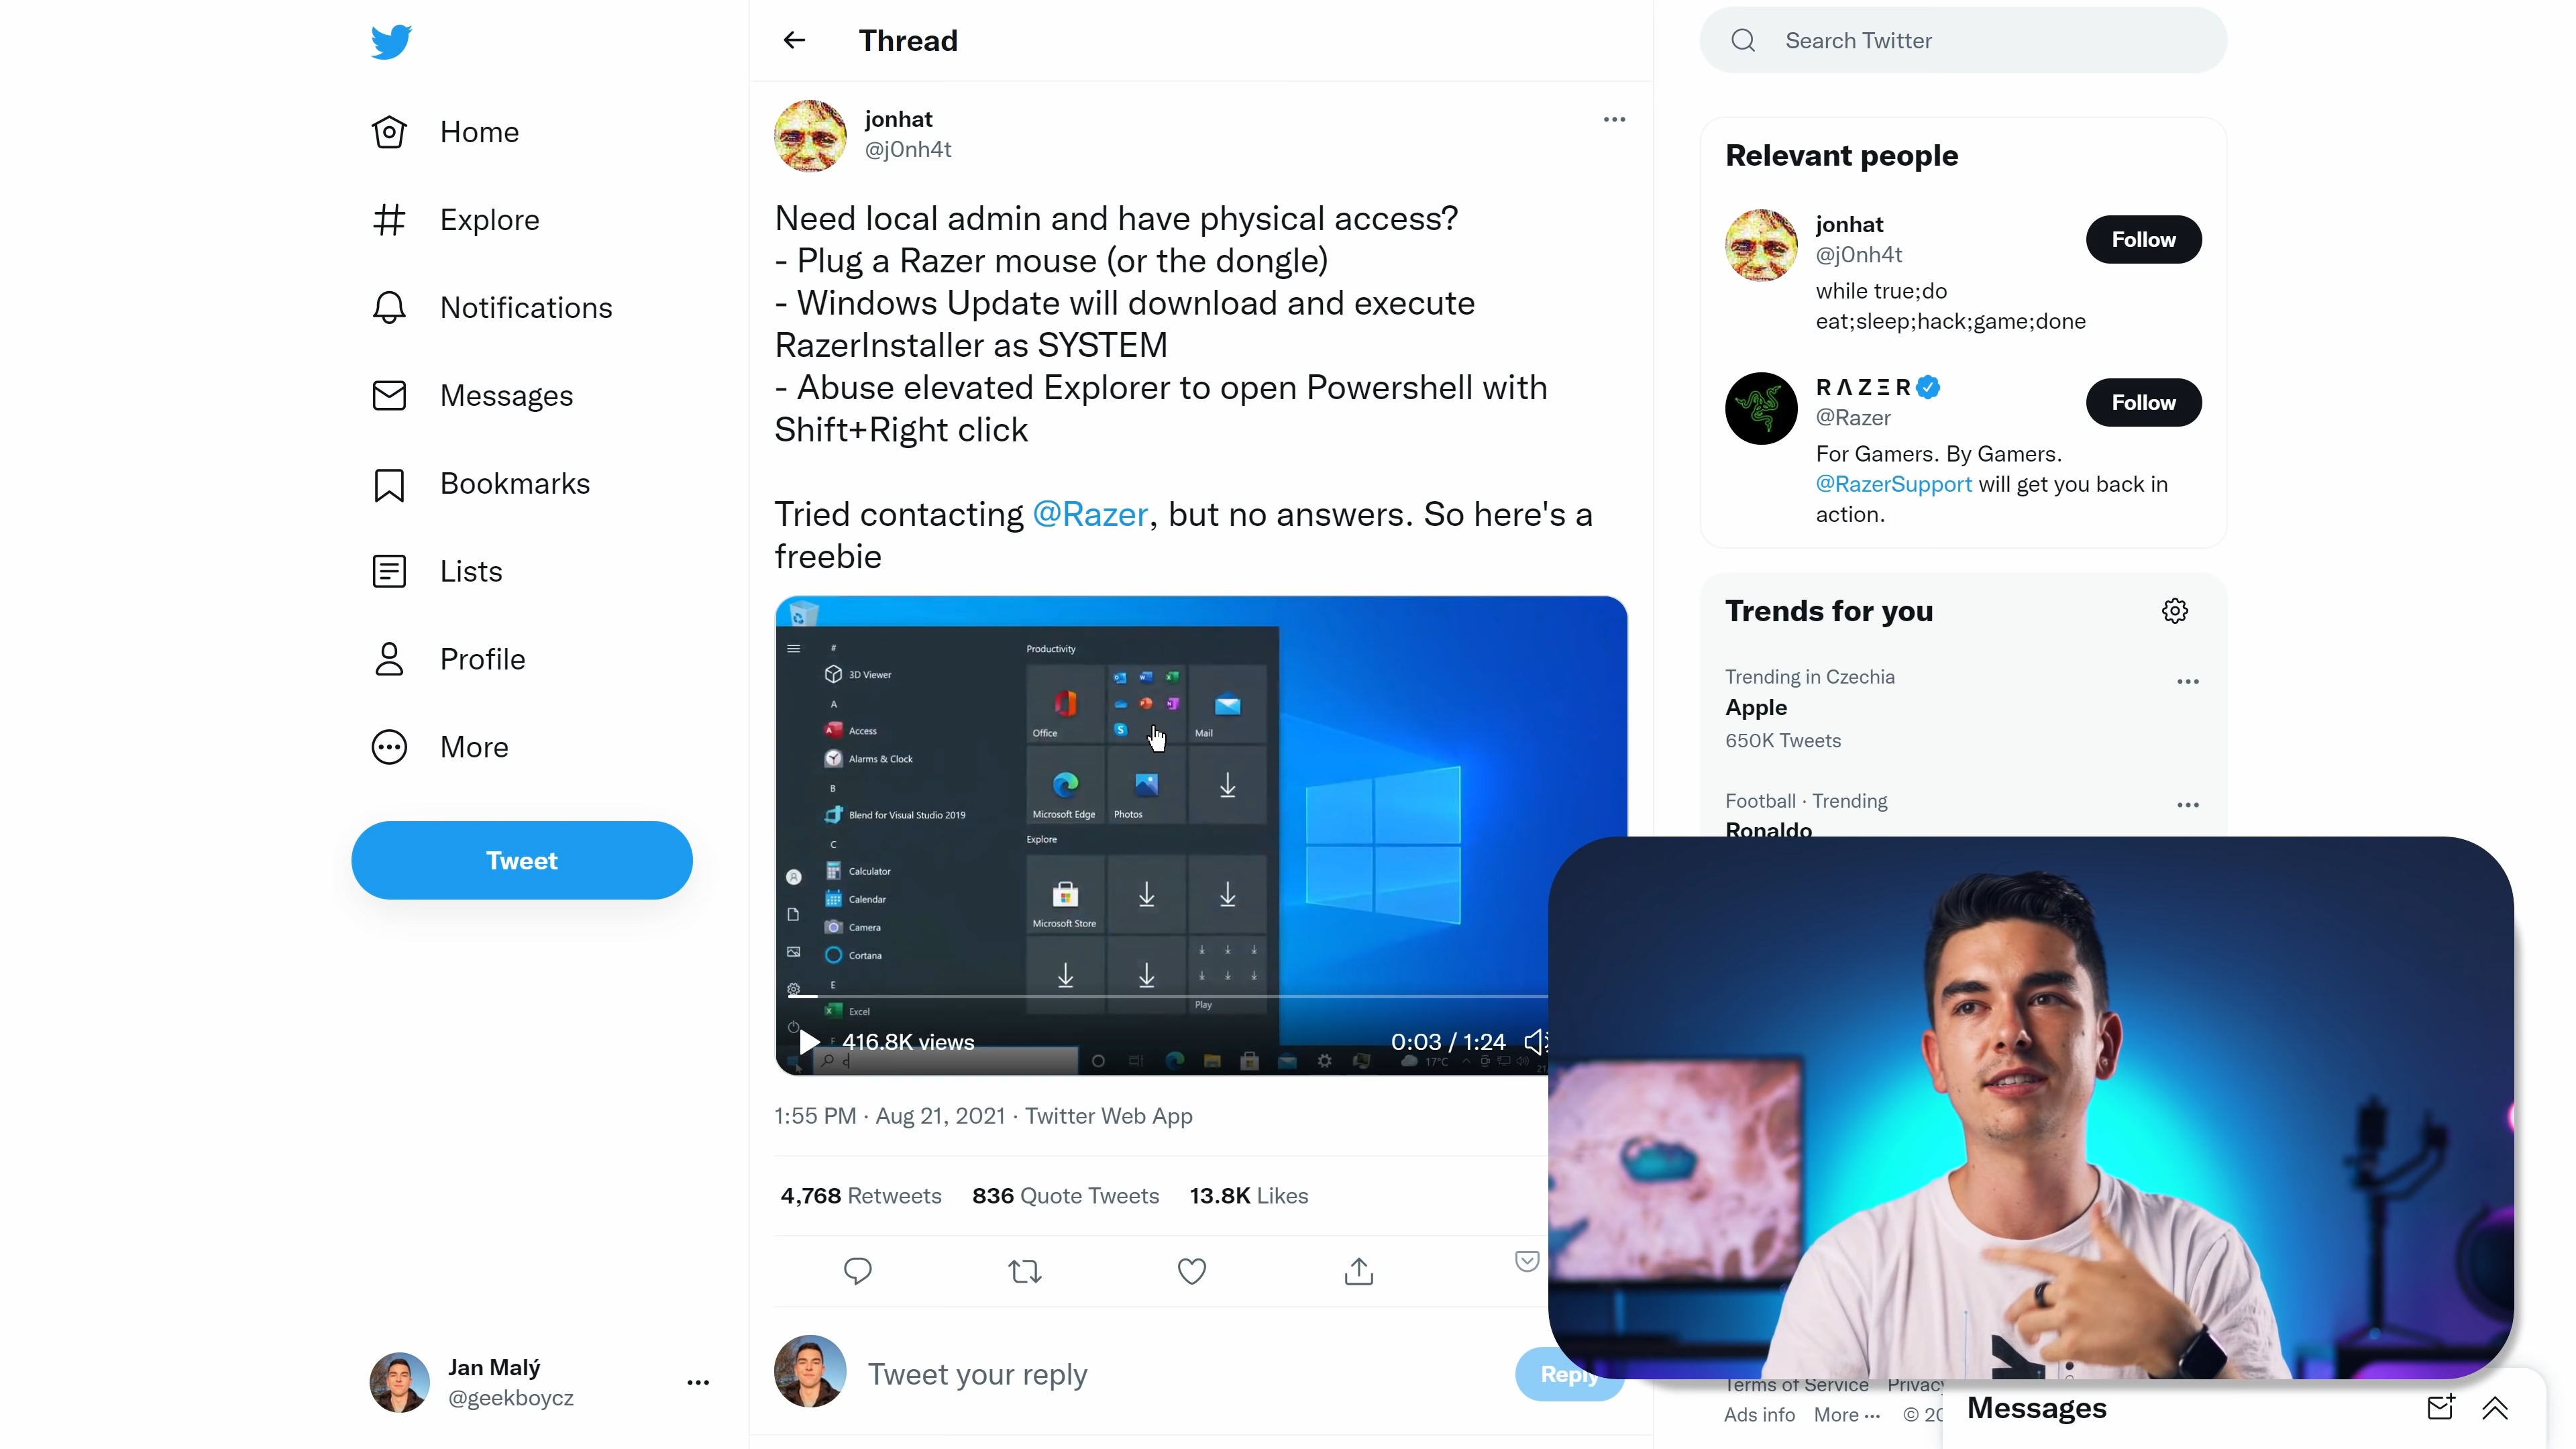 Home
Explore
Notifications
Messages
Bookmarks
Lists
Profile
More
Tweet
Jan Malý
@geekboycz
Thread
jonhat
@j0nh4t
Need local admin and have physical access?
- Plug a Razer mouse (or the dongle)
- Windows Update will download and execute
RazerInstaller as SYSTEM
- Abuse elevated Explorer to open Powershell with
Shift+Right click
Tried contacting @Razer, but no answers. So here's a
freebie
#
3D Viewer
A
Access
Alarms & Clock
B
Blend for Visual Studio 2019
C
Calculator
Calendar
Camera
Cortana
E
Excel
Productivity
Office
Mail
Microsoft Edge
Photos
Explore
Microsoft Store
Play
416.8K views
0:03 / 1:24
17°C
1:55 PM · Aug 21, 2021 · Twitter Web App
4,768 Retweets 836 Quote Tweets 13.8K Likes
Tweet your reply
Reply
Search Twitter
Relevant people
jonhat
@j0nh4t
Follow
while true;do
eat;sleep;hack;game;done
RΛZΞR
@Razer
Follow
For Gamers. By Gamers.
@RazerSupport will get you back in
action.
Trends for you
Trending in Czechia
Apple
650K Tweets
Football · Trending
Ronaldo
Terms of Service Privacy
Ads info More ··· © 20
Messages